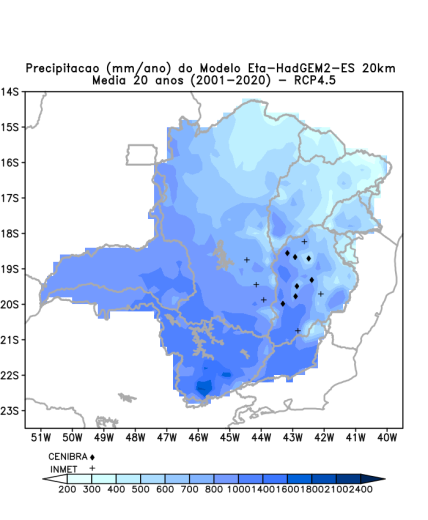 Precipitacao (mm/ano) do Modelo Eta−HadGEM2−ES 20km
Media 20 anos (2001−2020) − RCP4.5
14S
15S
16S
17S
18S
19S
20S
21S
22S
23S
51W 50W 49W 48W 47W 46W 45W 44W 43W 42W 41W 40W
CENIBRA
INMET
200 300 400 500 600 700 800 1000 1400 1600 1800 2100 2400